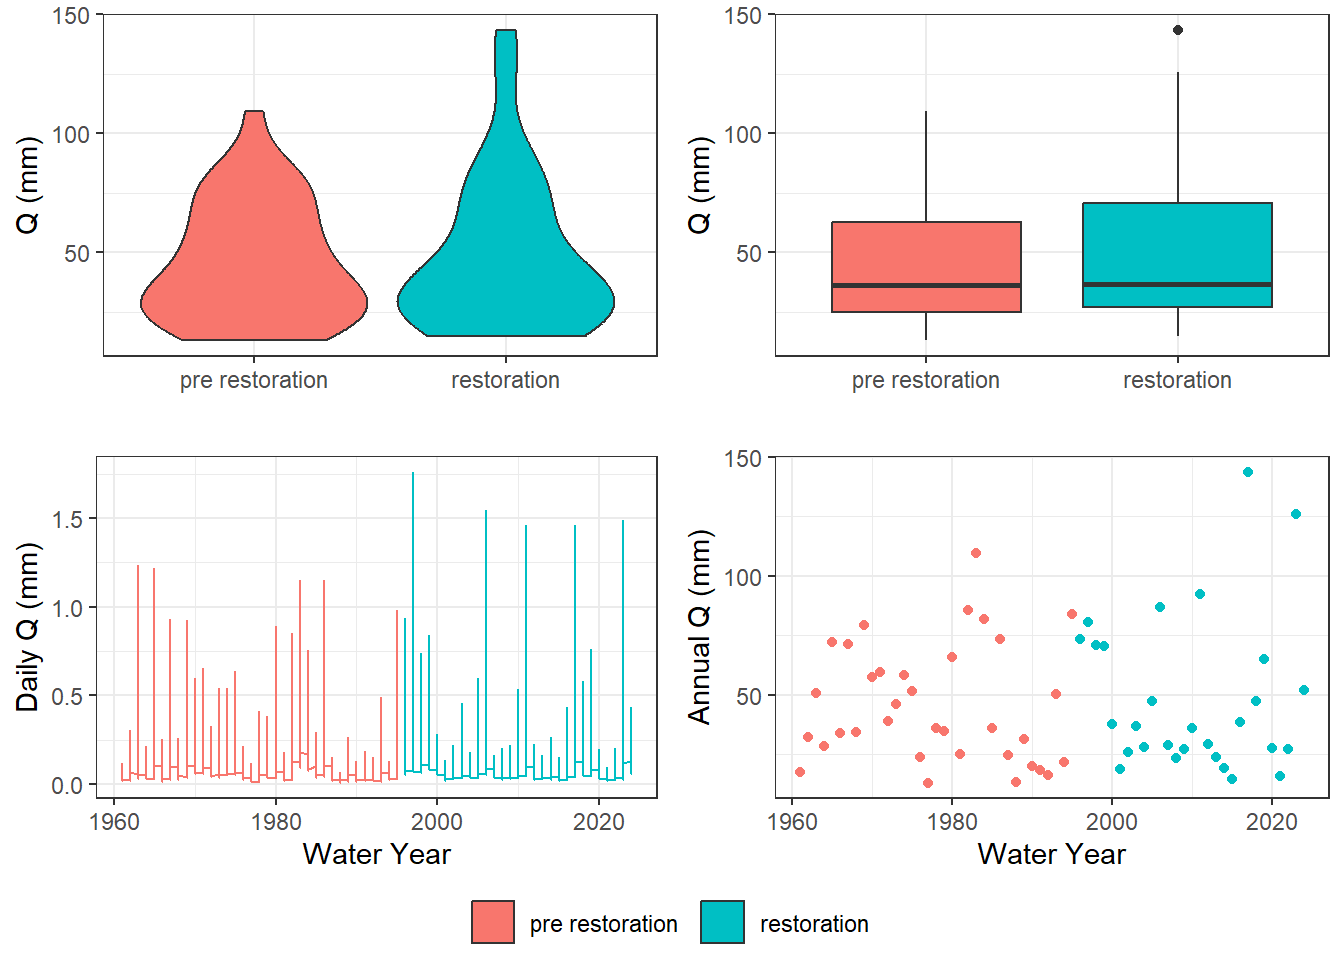 150
100
50
Q (mm)
pre restoration
restoration
150
100
50
Q (mm)
pre restoration
restoration
1.5
1.0
0.5
0.0
Daily Q (mm)
1960
1980
2000
2020
Water Year
150
100
50
Annual Q (mm)
1960
1980
2000
2020
Water Year
pre restoration
restoration